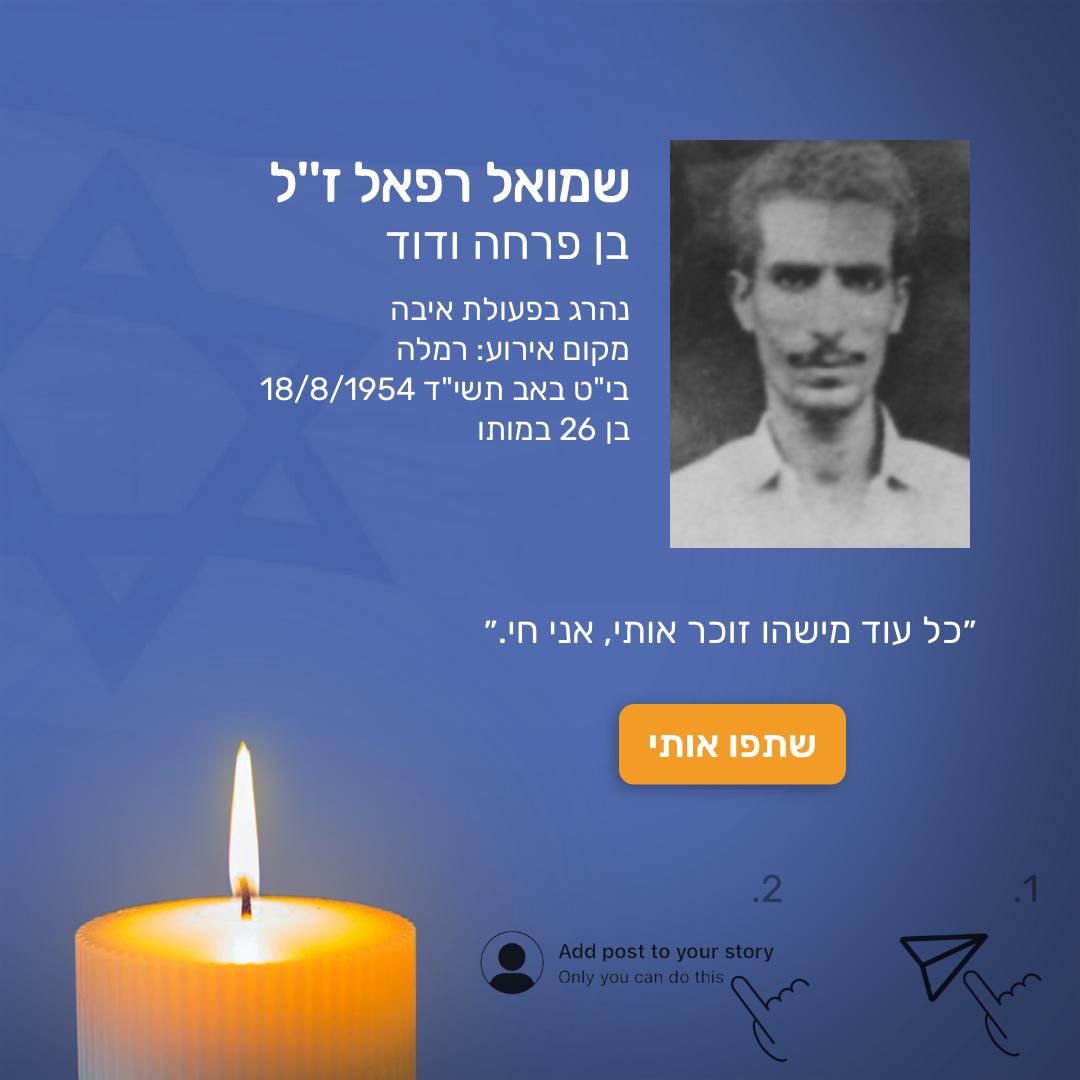 שמואל רפאל ז"ל
בן פרחה ודוד
נהרג בפעולת איבה
מקום אירוע: רמלה
בי"ט באב תשי"ד 18/8/1954
בן 26 במותו
״כל עוד מישהו זוכר אותי, אני חי.״
שתפו אותי
1.
2.
Add post to your story
Only you can do this